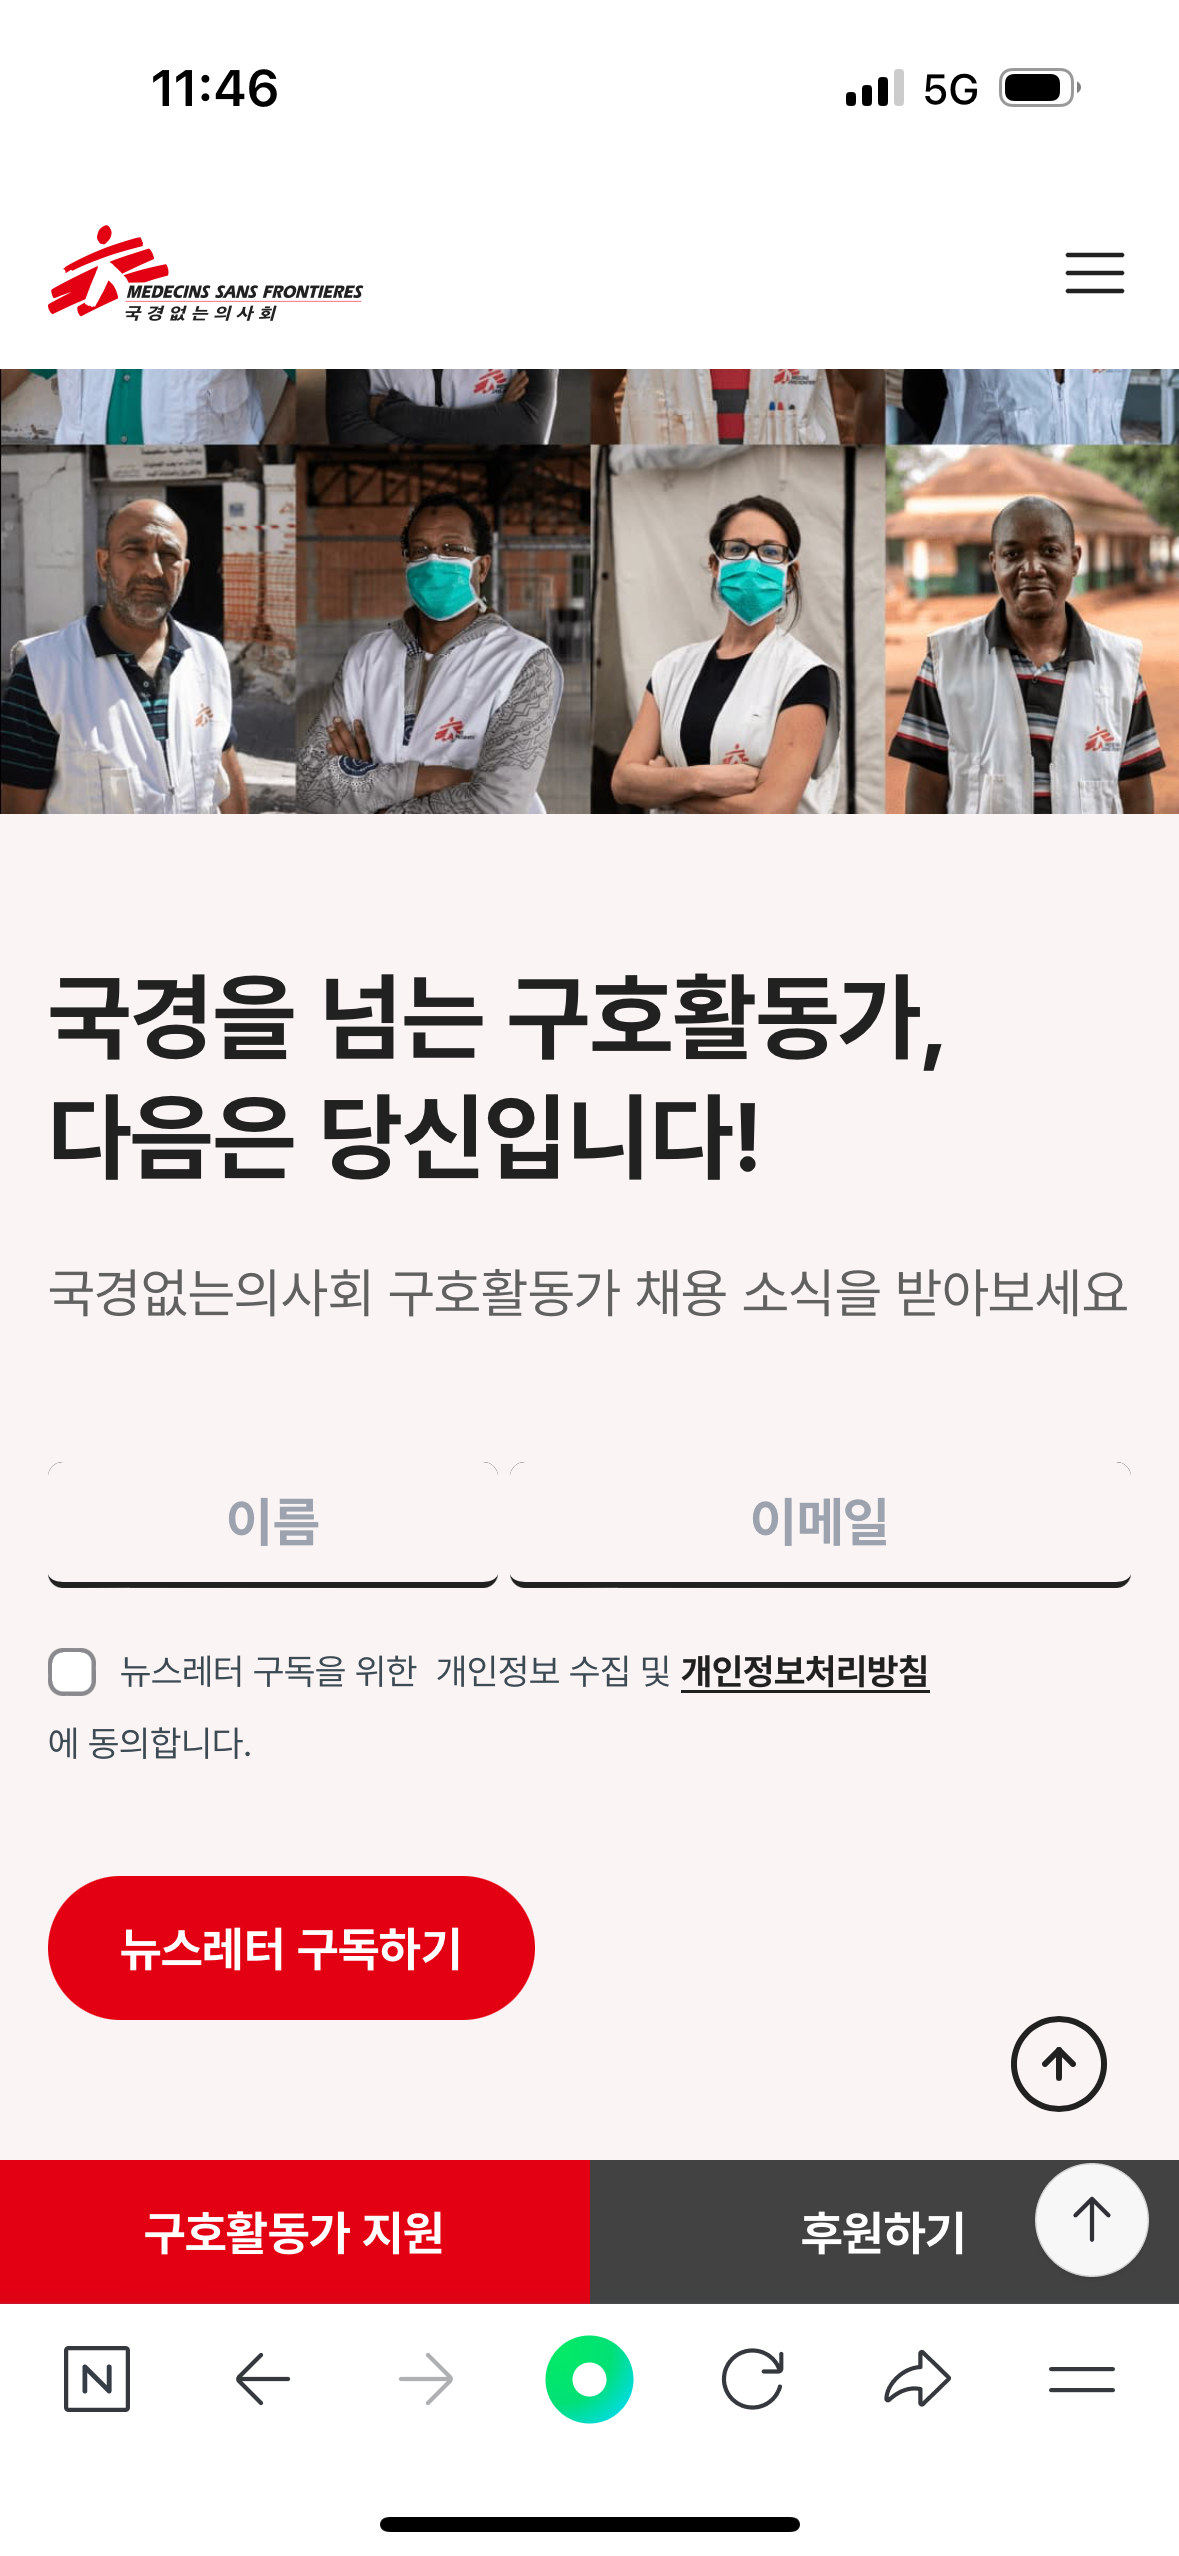 11:46
5G
MEDECINS SANS FRONTIERES
국경없는의사회
국경을 넘는 구호활동가,
다음은 당신입니다!
국경없는의사회 구호활동가 채용 소식을 받아보세요
이름
이메일
뉴스레터 구독을 위한 개인정보 수집 및 개인정보처리방침
에 동의합니다.
뉴스레터 구독하기
구호활동가 지원
후원하기
N